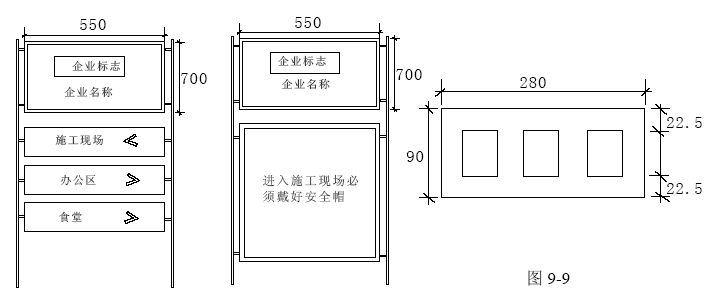 550
700
企业标志
企业名称
施工现场
办公区
食堂
550
700
企业标志
企业名称
进入施工现场必
须戴好安全帽
280
90
22.5
22.5
图 9-9